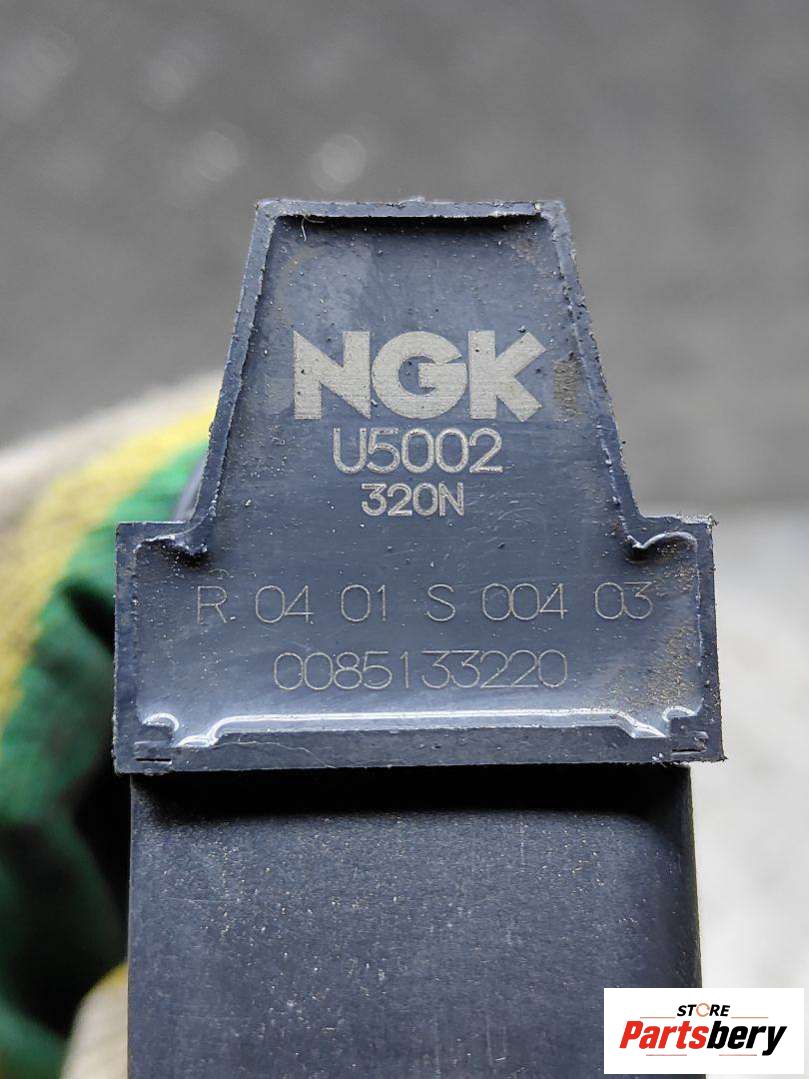 NGK
U5002
320N
R 04 01 S 004 03
0085133220
STORE
Partsbery